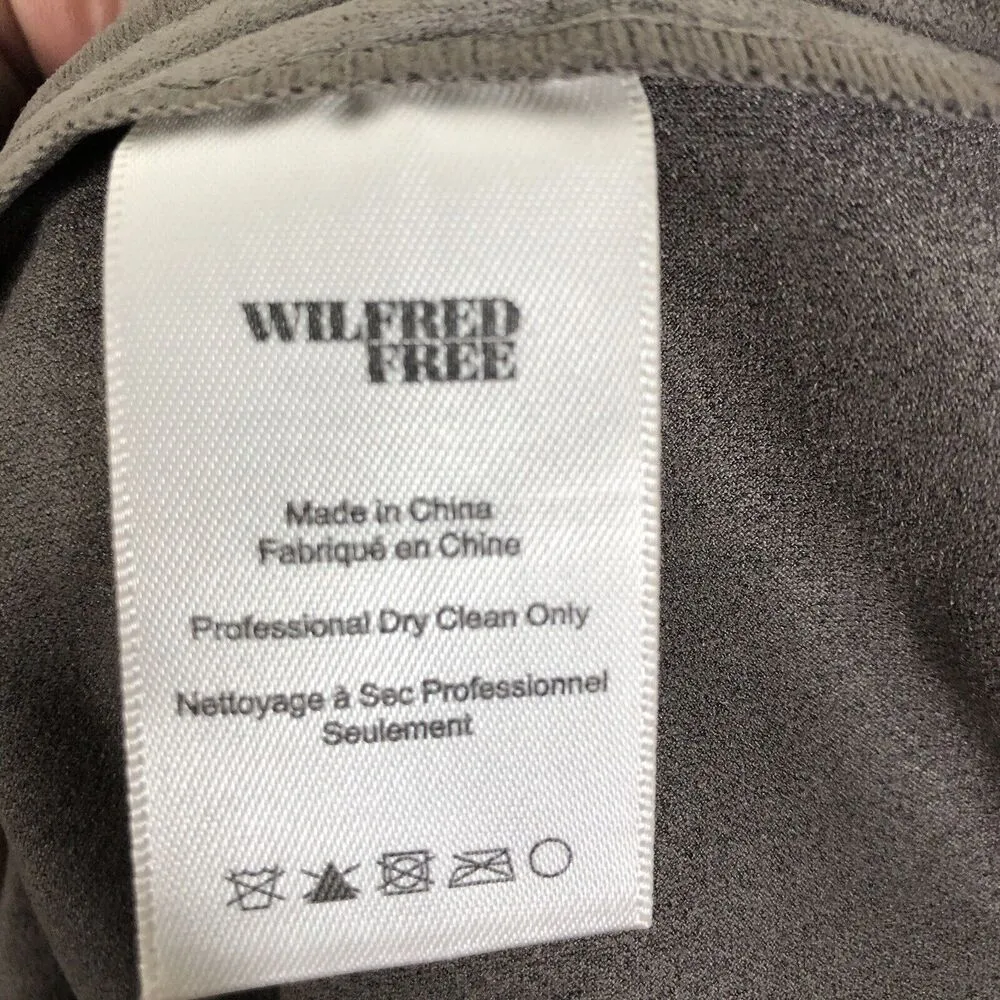 WILFRED
FREE
Made in China
Fabriqué en Chine
Professional Dry Clean Only
Nettoyage à Sec Professionnel
Seulement